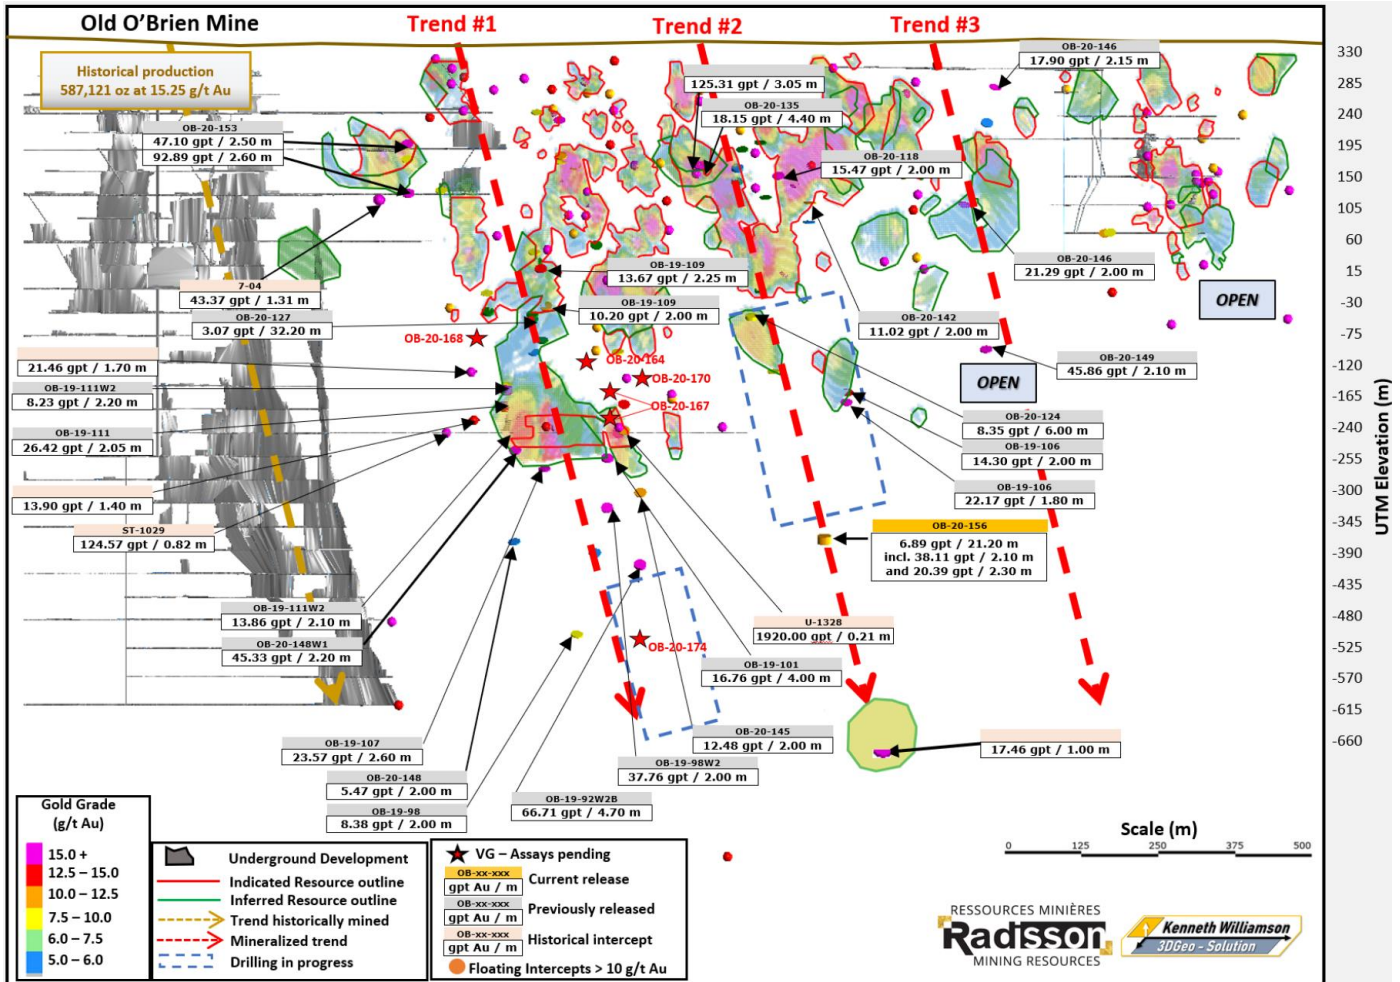 Old O'Brien Mine
Trend #1
Trend #2
Trend #3
Historical production
587,121 oz at 15.25 g/t Au
OB-20-153
47.10 gpt / 2.50 m
92.89 gpt / 2.60 m
125.31 gpt / 3.05 m
OB-20-135
18.15 gpt / 4.40 m
OB-20-118
15.47 gpt / 2.00 m
OB-20-146
17.90 gpt / 2.15 m
7-04
43.37 gpt / 1.31 m
OB-20-127
3.07 gpt / 32.20 m
OB-19-109
13.67 gpt / 2.25 m
OB-19-109
10.20 gpt / 2.00 m
OB-20-142
11.02 gpt / 2.00 m
OB-20-146
21.29 gpt / 2.00 m
OPEN
OPEN
OB-20-149
45.86 gpt / 2.10 m
OB-20-168
OB-20-164
OB-20-170
OB-20-167
21.46 gpt / 1.70 m
OB-19-111W2
8.23 gpt / 2.20 m
OB-19-111
26.42 gpt / 2.05 m
13.90 gpt / 1.40 m
ST-1029
124.57 gpt / 0.82 m
OB-20-124
8.35 gpt / 6.00 m
OB-19-106
14.30 gpt / 2.00 m
OB-19-106
22.17 gpt / 1.80 m
OB-20-156
6.89 gpt / 21.20 m
incl. 38.11 gpt / 2.10 m
and 20.39 gpt / 2.30 m
OB-19-111W2
13.86 gpt / 2.10 m
OB-20-148W1
45.33 gpt / 2.20 m
U-1328
1920.00 gpt / 0.21 m
OB-20-174
OB-19-101
16.76 gpt / 4.00 m
OB-20-145
12.48 gpt / 2.00 m
OB-19-98W2
37.76 gpt / 2.00 m
17.46 gpt / 1.00 m
OB-19-107
23.57 gpt / 2.60 m
OB-20-148
5.47 gpt / 2.00 m
OB-19-98
8.38 gpt / 2.00 m
OB-19-92W2B
66.71 gpt / 4.70 m
330
285
240
195
150
105
60
15
-30
-75
-120
-165
-240
-255
-300
-345
-390
-435
-480
-525
-570
-615
-660
UTM Elevation (m)
Gold Grade
(g/t Au)
15.0 +
12.5 – 15.0
10.0 – 12.5
7.5 – 10.0
6.0 – 7.5
5.0 – 6.0
Underground Development
Indicated Resource outline
Inferred Resource outline
Trend historically mined
Mineralized trend
Drilling in progress
VG – Assays pending
OB-xx-xxx
gpt Au / m
Current release
OB-xx-xxx
gpt Au / m
Previously released
OB-xx-xxx
gpt Au / m
Historical intercept
Floating Intercepts > 10 g/t Au
Scale (m)
0 125 250 375 500
RESSOURCES MINIÈRES
Radisson
MINING RESOURCES
Kenneth Williamson
3DGeo - Solution